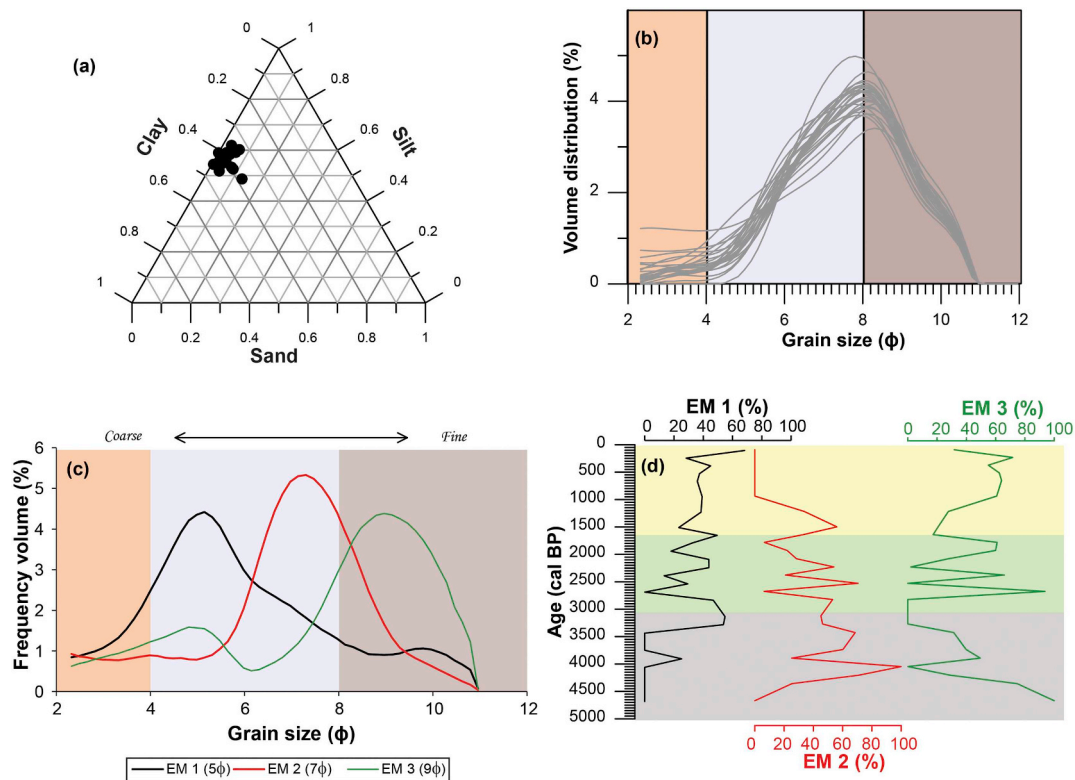 (a)
0 1
0.2 0.8
0.4 0.6
0.6 0.4
0.8 0.2
1 0
Clay
Silt
0 0.2 0.4 0.6 0.8 1
Sand
(b)
Volume distribution (%)
4
2
0
2 4 6 8 10 12
Grain size (ϕ)
Coarse Fine
(c)
Frequency volume (%)
6
5
4
3
2
1
0
2 4 6 8 10 12
Grain size (ϕ)
EM 1 (5ϕ) EM 2 (7ϕ) EM 3 (9ϕ)
EM 1 (%) EM 3 (%)
0 20 40 60 80 100 0 20 40 60 80 100
(d)
Age (cal BP)
0
500
1000
1500
2000
2500
3000
3500
4000
4500
5000
0 20 40 60 80 100
EM 2 (%)